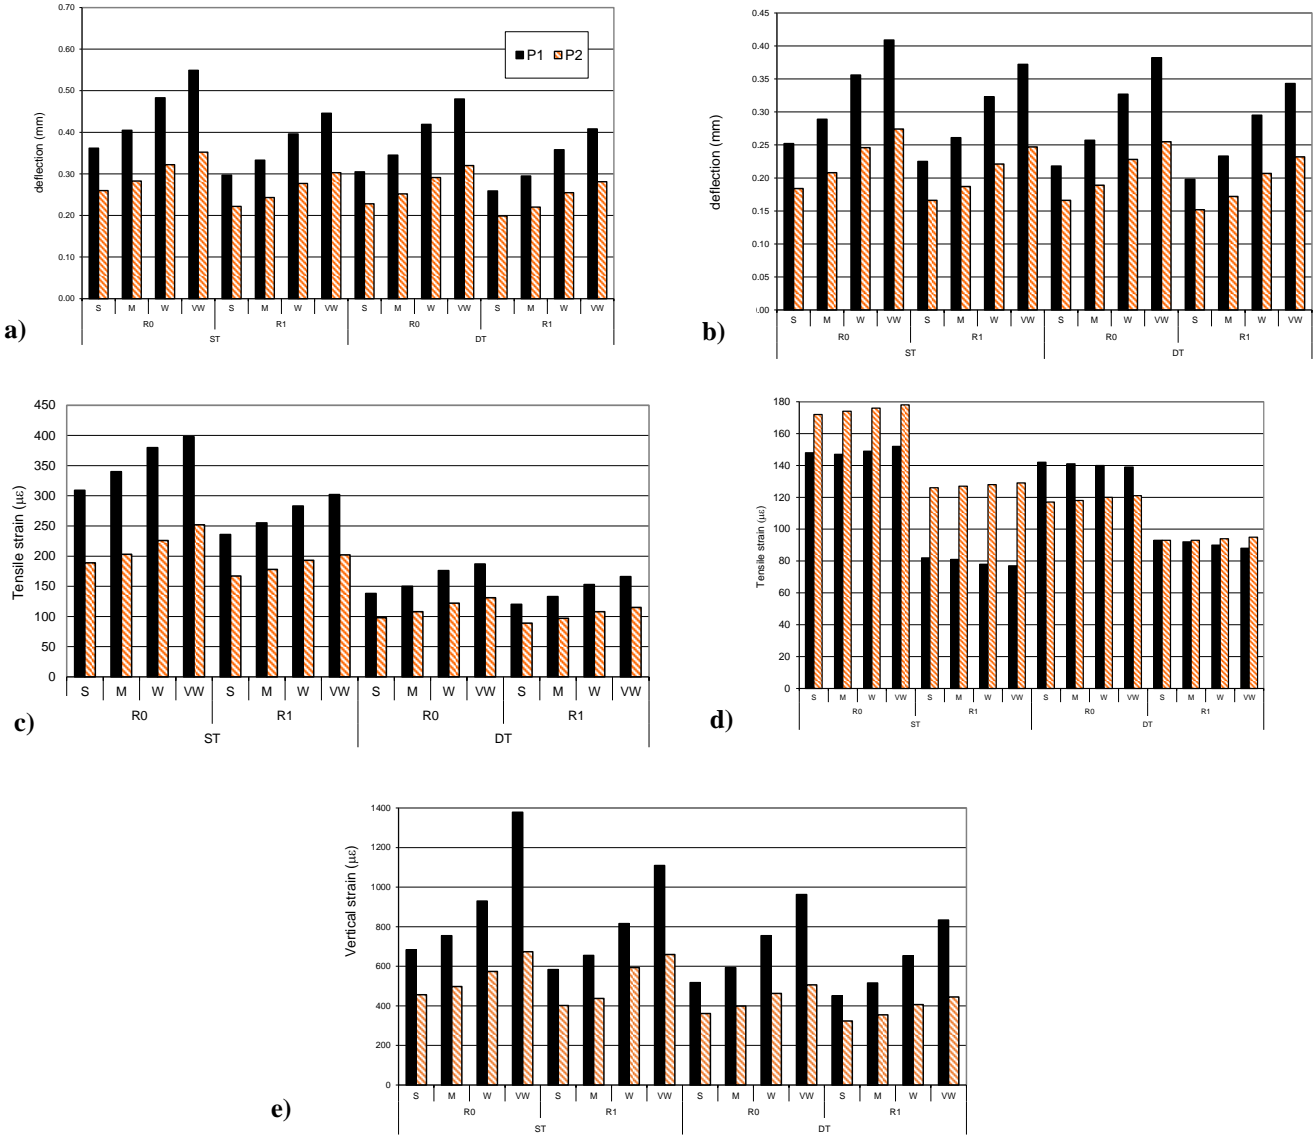 0.70
0.60
0.50
0.40
0.30
0.20
0.10
0.00
deflection (mm)
P1 P2
S M W VW S M W VW S M W VW S M W VW
R0 R1 R0 R1
ST DT
a)
0.45
0.40
0.35
0.30
0.25
0.20
0.15
0.10
0.05
.00
deflection (mm)
S M W VW S M W VW S M W VW S M W VW
R0 R1 R0 R1
ST DT
b)
450
400
350
300
250
200
150
100
50
0
Tensile strain (µε)
S M W VW S M W VW S M W VW S M W VW
R0 R1 R0 R1
ST DT
c)
180
160
140
120
100
80
60
40
20
0
Tensile strain (µε)
S M W VW S M W VW S M W VW S M W VW
R0 R1 R0 R1
ST DT
d)
1400
1200
1000
800
600
400
200
0
Vertical strain (µε)
S M W VW S M W VW S M W VW S M W VW
R0 R1 R0 R1
ST DT
e)